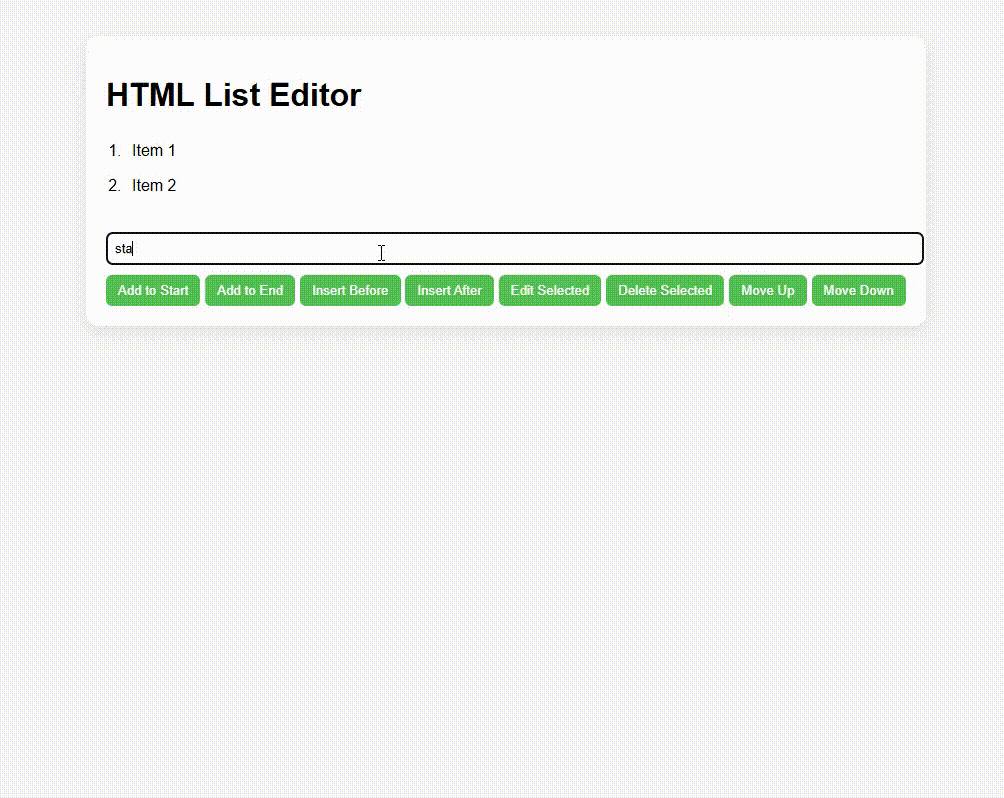 HTML List Editor
1. Item 1
2. Item 2
sta
Add to Start Add to End Insert Before Insert After Edit Selected Delete Selected Move Up Move Down